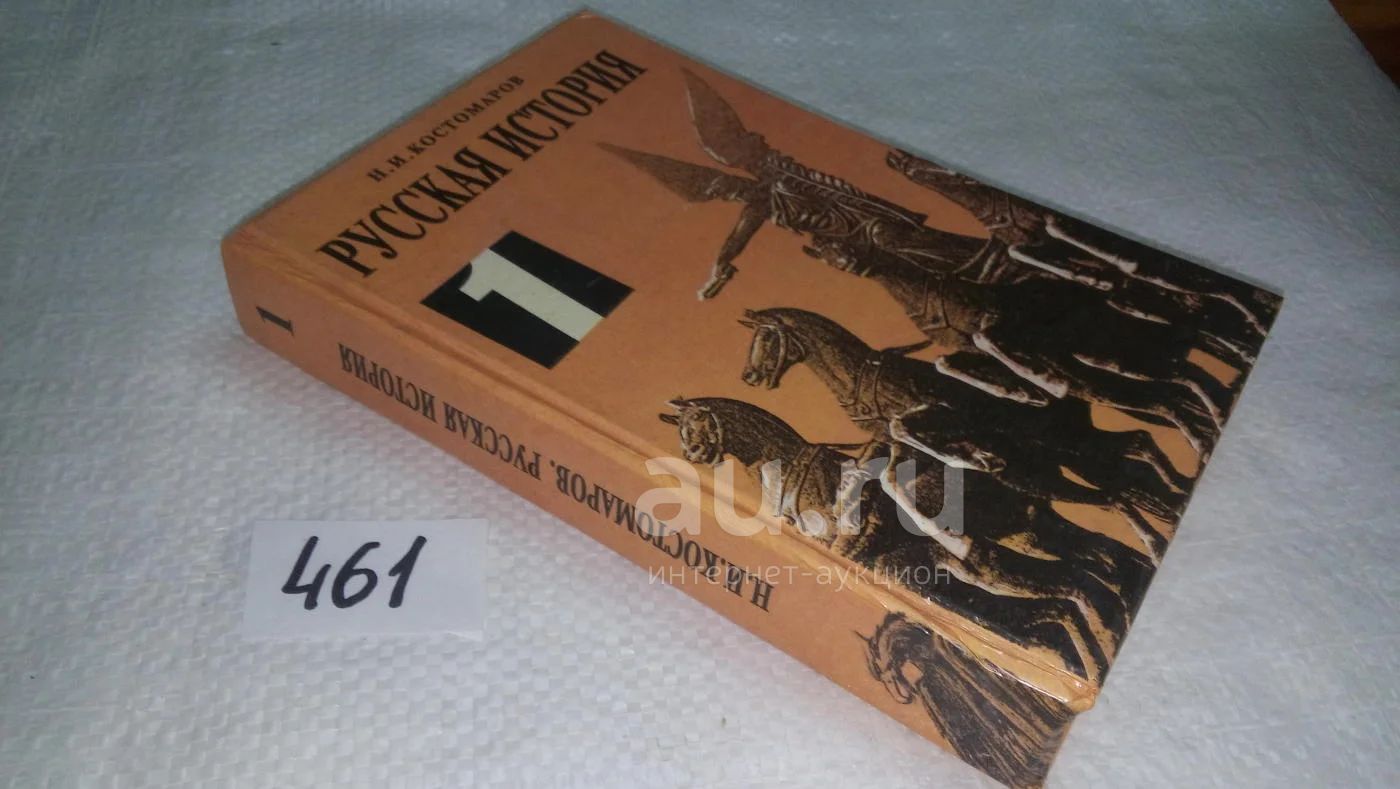 Н.И.КОСТОМАРОВ
РУССКАЯ ИСТОРИЯ
1
1
Н.И.КОСТОМАРОВ. РУССКАЯ ИСТОРИЯ
461
au.ru
интернет-аукцион